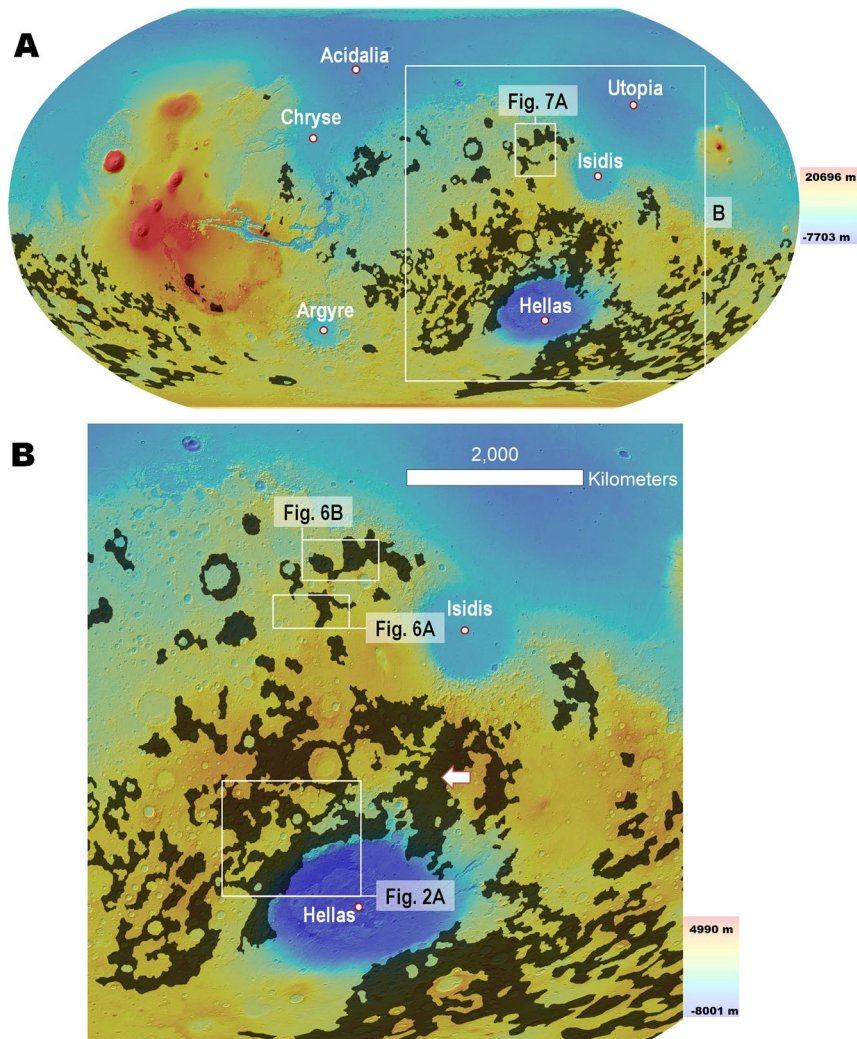 A
Acidalia
Utopia
Fig. 7A
Chryse
Isidis
20696 m
-7703 m
B
Hellas
Argyre
B
2,000
Kilometers
Fig. 6B
Isidis
Fig. 6A
Fig. 2A
Hellas
4990 m
-8001 m